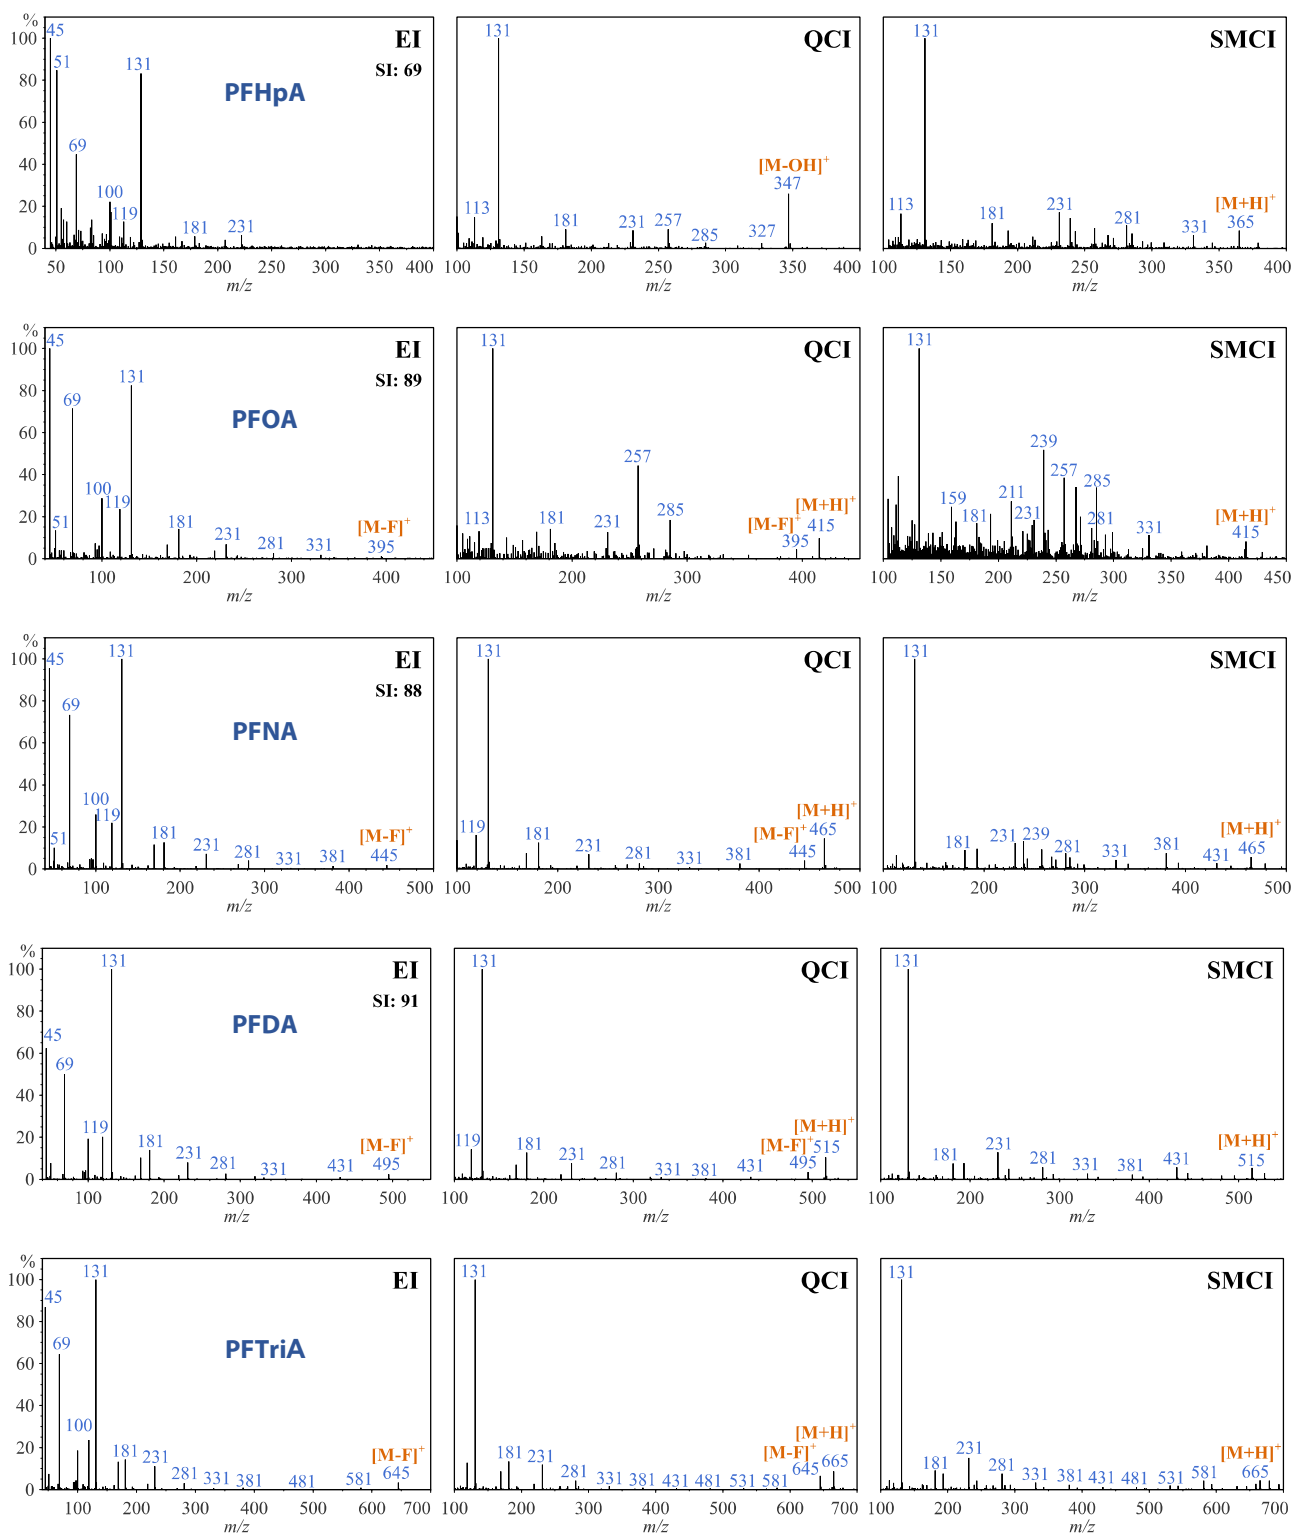 %
100
80
60
40
20
0
45
51
69
100
119
131
181
231
EI
SI: 69
PFHpA
50 100 150 200 250 300 350 400
m/z
131
QCI
113
181
231
257
285
327
[M-OH]+
347
100 150 200 250 300 350 400
m/z
131
SMCI
113
181
231
281
331
[M+H]+
365
100 150 200 250 300 350 400
m/z
%
100
80
60
40
20
0
45
51
69
100
119
131
181
231
281
331
[M-F]+
395
EI
SI: 89
PFOA
100 200 300 400
m/z
131
QCI
113
181
231
257
285
[M-F]+
395
[M+H]+
415
100 200 300 400
m/z
131
SMCI
159
181
211
231
239
257
281
285
331
[M+H]+
415
100 150 200 250 300 350 400 450
m/z
%
100
80
60
40
20
0
45
51
69
100
119
131
181
231
281
331
381
[M-F]+
445
EI
SI: 88
PFNA
100 200 300 400 500
m/z
131
QCI
119
181
231
281
331
381
[M-F]+
445
[M+H]+
465
100 200 300 400 500
m/z
131
SMCI
181
231
239
281
331
381
431
[M+H]+
465
100 200 300 400 500
m/z
%
100
80
60
40
20
0
45
69
119
131
181
231
281
331
431
[M-F]+
495
EI
SI: 91
PFDA
100 200 300 400 500
m/z
131
QCI
119
181
231
281
331
381
431
[M-F]+
495
[M+H]+
515
100 200 300 400 500
m/z
131
SMCI
181
231
281
331
381
431
[M+H]+
515
100 200 300 400 500
m/z
%
100
80
60
40
20
0
45
69
100
131
181
231
281
331
381
481
581
[M-F]+
645
EI
PFTriA
100 200 300 400 500 600 700
m/z
131
QCI
181
231
281
331
381
431
481
531
581
[M-F]+
645
[M+H]+
665
100 200 300 400 500 600 700
m/z
131
SMCI
181
231
281
331
381
431
481
531
581
[M+H]+
665
100 200 300 400 500 600 700
m/z